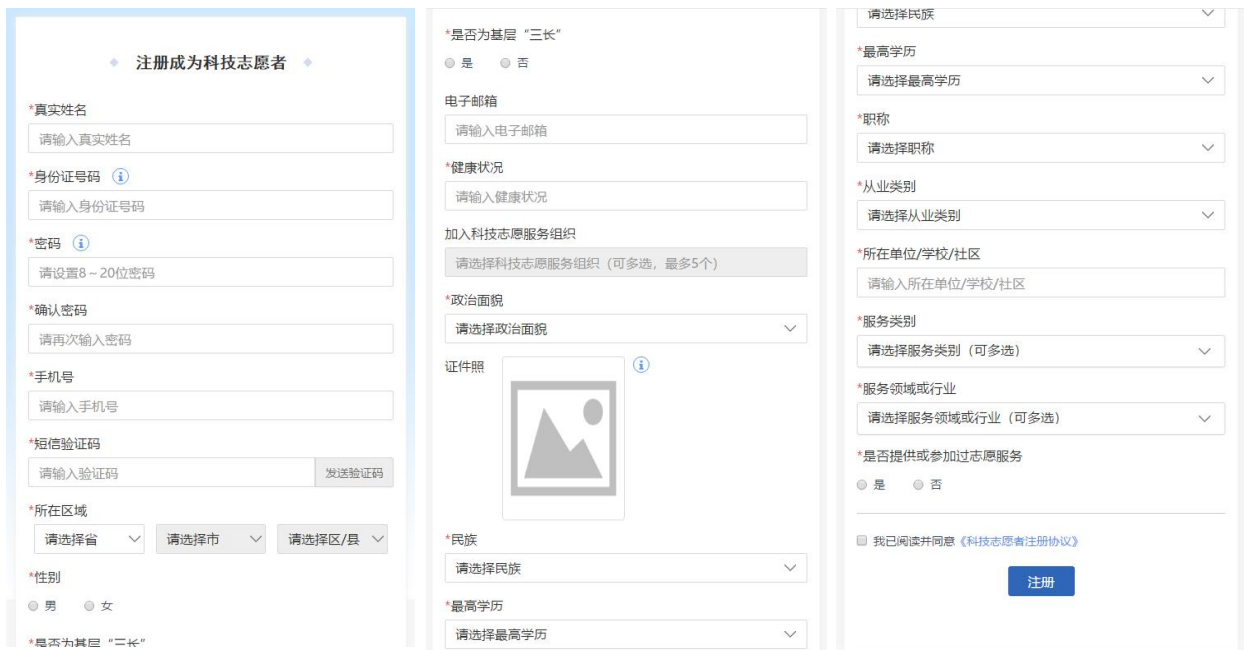 注册成为科技志愿者
*真实姓名
请输入真实姓名
*身份证号码
请输入身份证号码
*密码
请设置8～20位密码
*确认密码
请再次输入密码
*手机号
请输入手机号
*短信验证码
请输入验证码 发送验证码
*所在区域
请选择省 请选择市 请选择区/县
*性别
男 女
*是否为基层“三长”
*是否为基层“三长”
是 否
电子邮箱
请输入电子邮箱
*健康状况
请输入健康状况
加入科技志愿服务组织
请选择科技志愿服务组织（可多选，最多5个）
*政治面貌
请选择政治面貌
证件照
*民族
请选择民族
*最高学历
请选择最高学历
请选择民族
*最高学历
请选择最高学历
*职称
请选择职称
*从业类别
请选择从业类别
*所在单位/学校/社区
请输入所在单位/学校/社区
*服务类别
请选择服务类别（可多选）
*服务领域或行业
请选择服务领域或行业（可多选）
*是否提供或参加过志愿服务
是 否
我已阅读并同意《科技志愿者注册协议》
注册